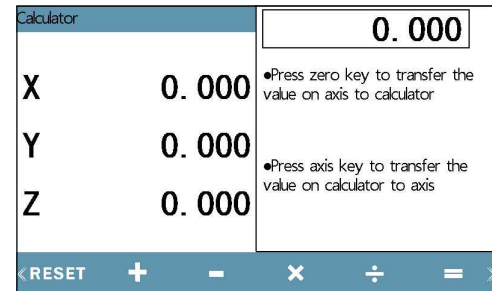 Calculator
0. 000
X 0. 000
Y 0. 000
Z 0. 000
●Press zero key to transfer the
value on axis to calculator
●Press axis key to transfer the
value on calculator to axis
《RESET + - × ÷ = 》